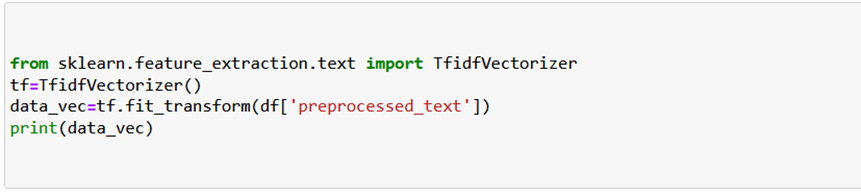 from sklearn.feature_extraction.text import TfidfVectorizer
tf=TfidfVectorizer()
data_vec=tf.fit_transform(df['preprocessed_text'])
print(data_vec)